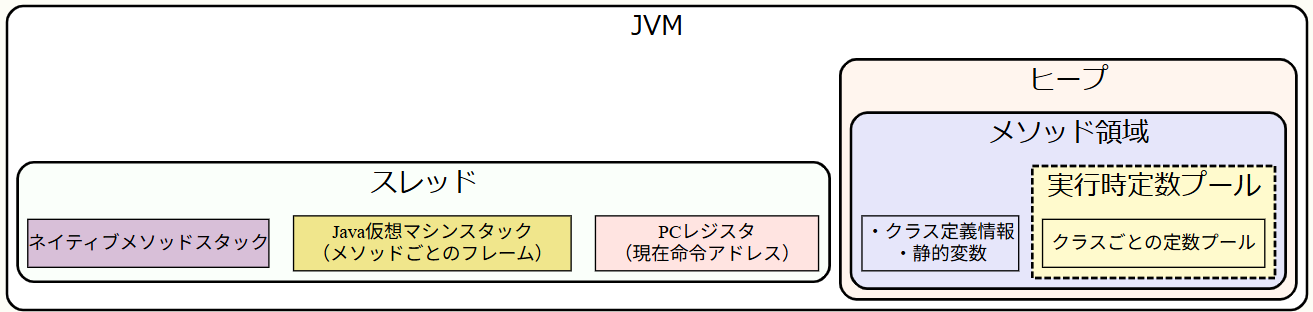 JVM
ヒープ
メソッド領域
スレッド
実行時定数プール
ネイティブメソッドスタック
Java仮想マシンスタック
（メソッドごとのフレーム）
PCレジスタ
（現在命令アドレス）
・クラス定義情報
・静的変数
クラスごとの定数プール